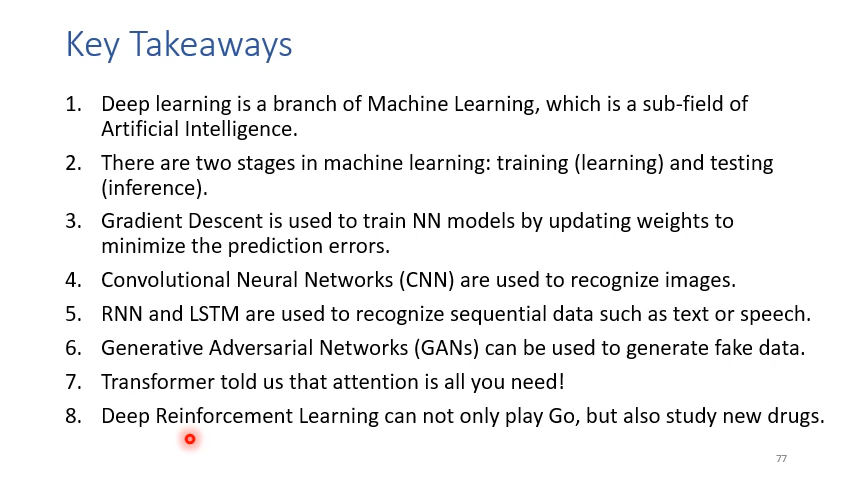 Key Takeaways
1. Deep learning is a branch of Machine Learning, which is a sub-field of
Artificial Intelligence.
2. There are two stages in machine learning: training (learning) and testing
(inference).
3. Gradient Descent is used to train NN models by updating weights to
minimize the prediction errors.
4. Convolutional Neural Networks (CNN) are used to recognize images.
5. RNN and LSTM are used to recognize sequential data such as text or speech.
6. Generative Adversarial Networks (GANs) can be used to generate fake data.
7. Transformer told us that attention is all you need!
8. Deep Reinforcement Learning can not only play Go, but also study new drugs.
77